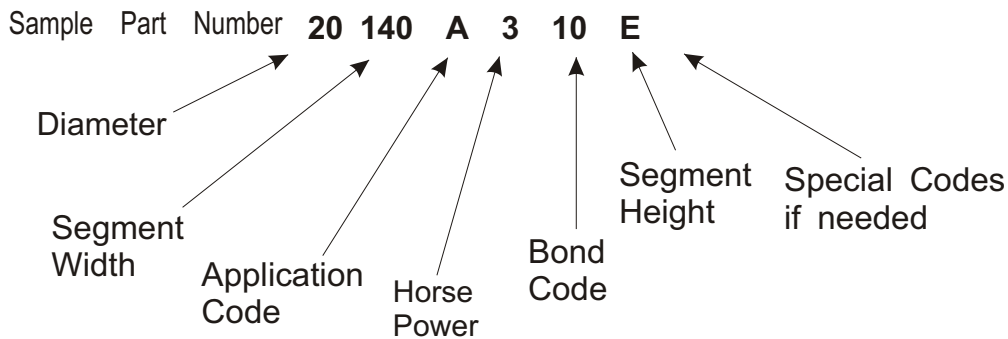 Sample Part Number 20 140 A 3 10 E
Diameter
Segment
Width
Application
Code
Horse
Power
Bond
Code
Segment
Height
Special Codes
if needed